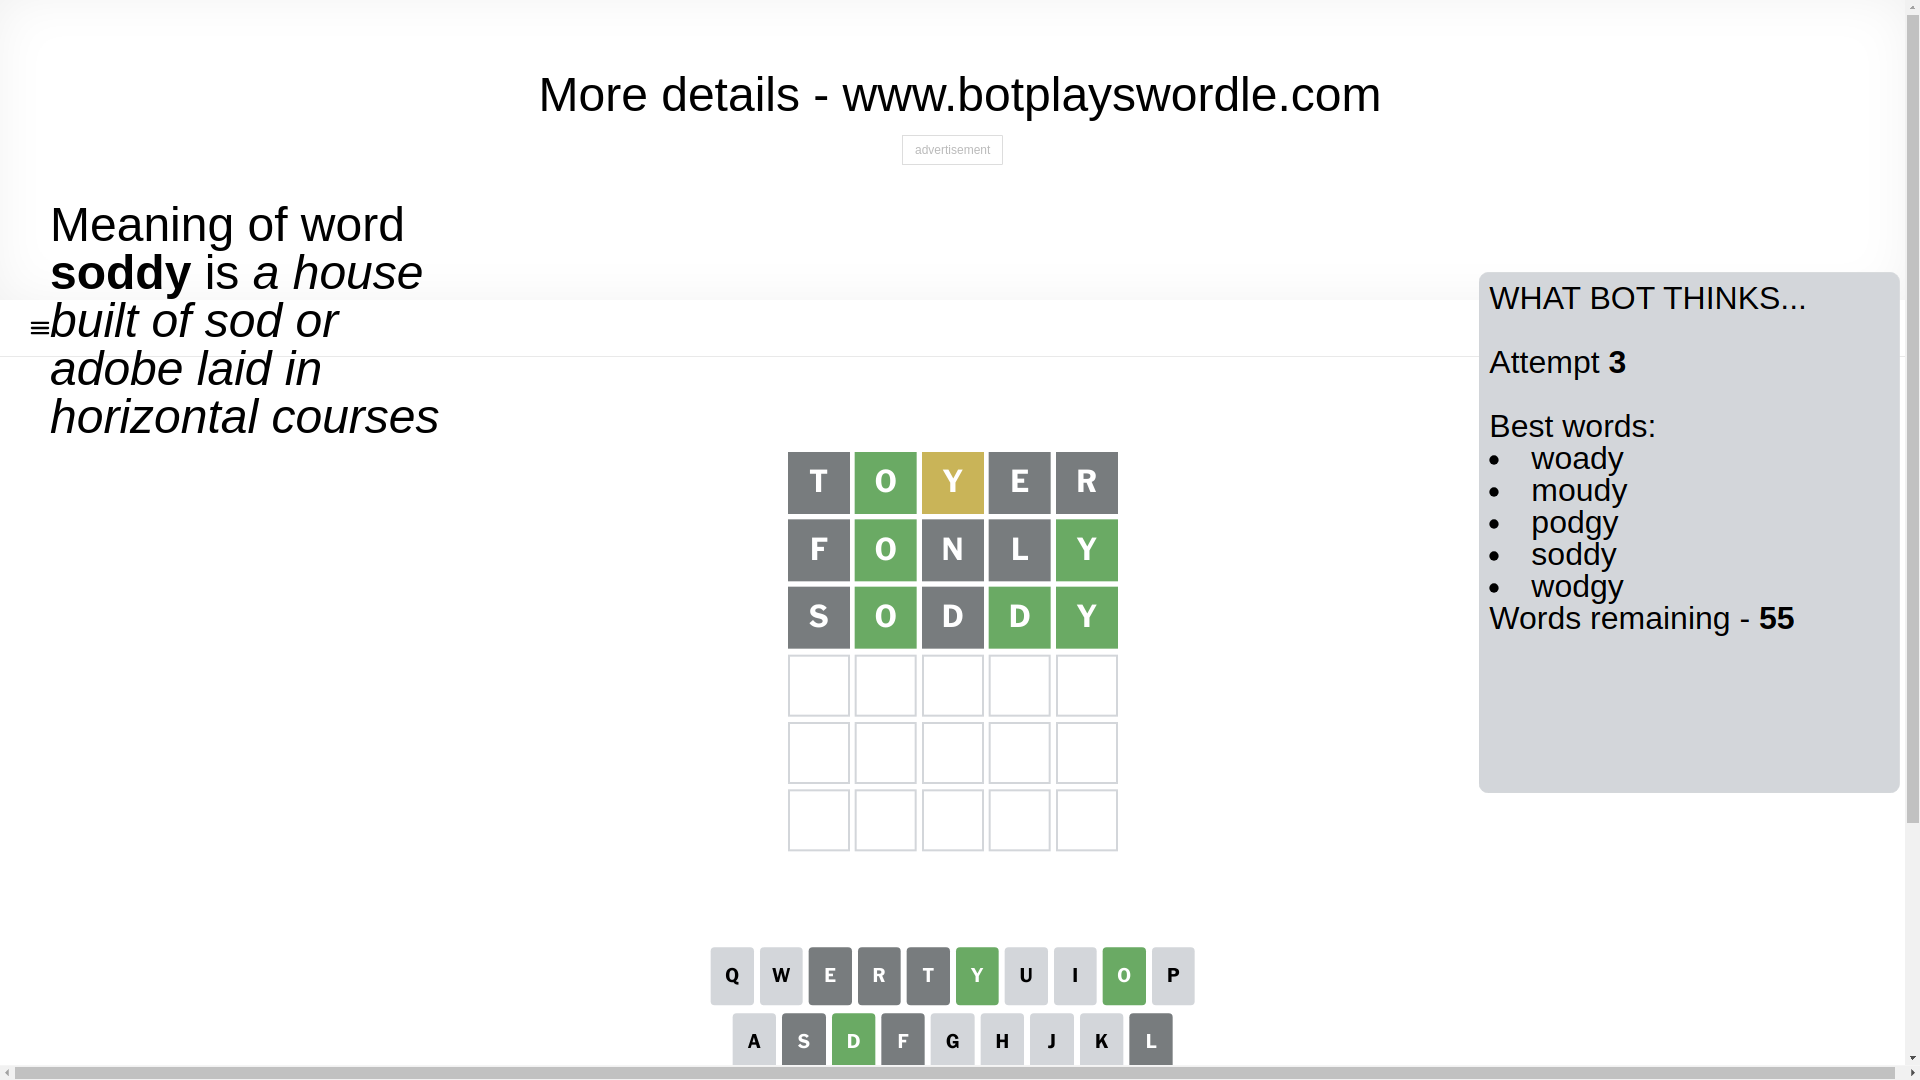 More details - www.botplayswordle.com
advertisement
Meaning of word
soddy is a house
built of sod or
adobe laid in
horizontal courses
WHAT BOT THINKS...
Attempt 3
Best words:
woady
moudy
podgy
soddy
wodgy
Words remaining - 55
T O Y E R
F O N L Y
S O D D Y
Q W E R T Y U I O P
A S D F G H J K L